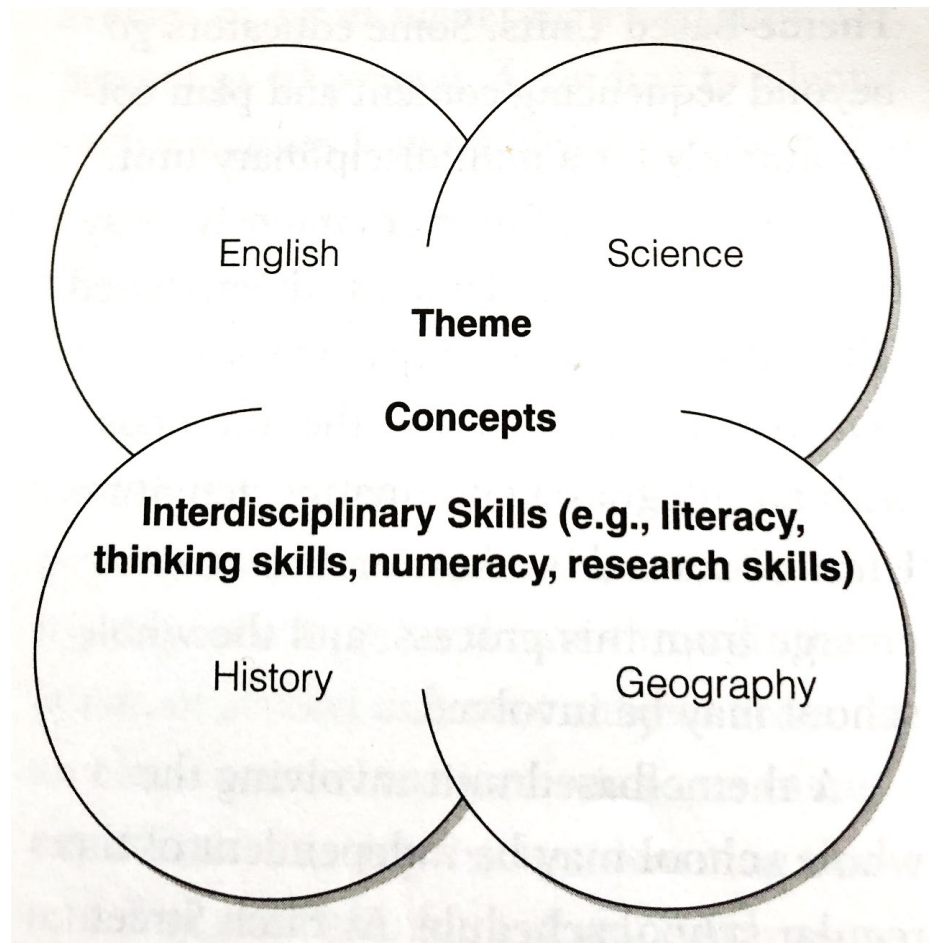 English
Science
Theme
Concepts
Interdisciplinary Skills (e.g., literacy,
thinking skills, numeracy, research skills)
History
Geography